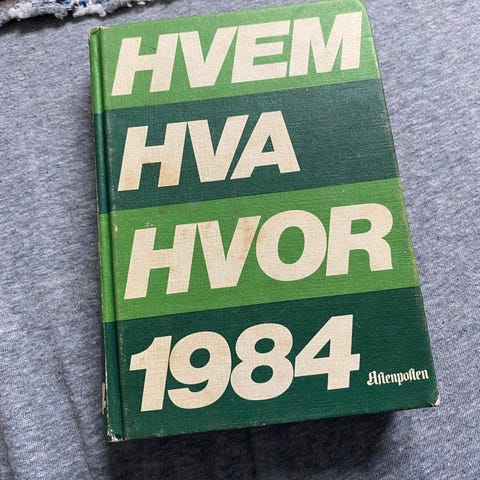 HVEM
HVA
HVOR
1984
Aftenposten